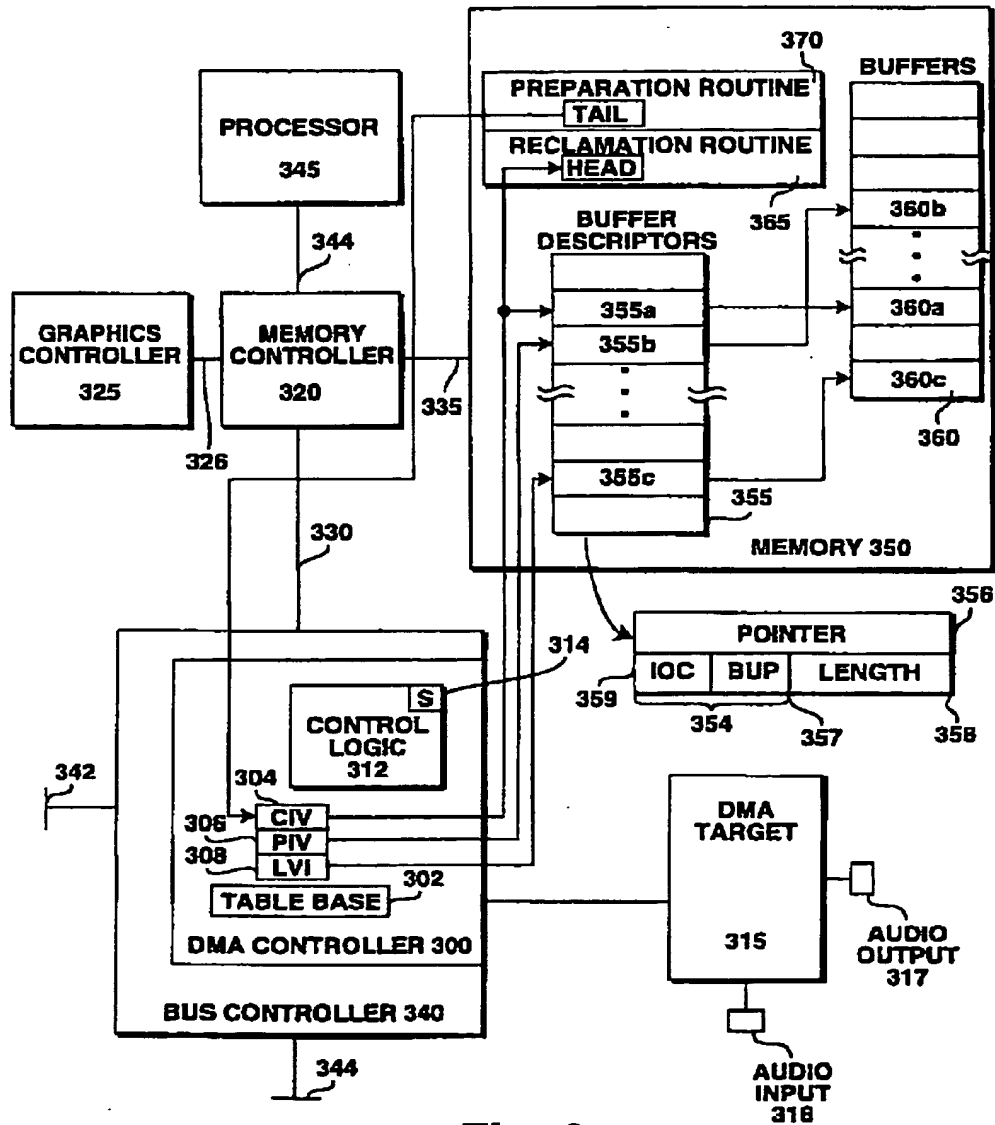 370
BUFFERS
PREPARATION ROUTINE
TAIL
RECLAMATION ROUTINE
HEAD
365
PROCESSOR
345
344
BUFFER
DESCRIPTORS
360b
360a
360c
360
355a
355b
355c
355
GRAPHICS
CONTROLLER
325
326
MEMORY
CONTROLLER
320
335
MEMORY 350
330
356
POINTER
IOC
BUP
LENGTH
359
354
357
358
314
S
CONTROL
LOGIC
312
342
304
CIV
306
PIV
308
LVI
302
TABLE BASE
DMA CONTROLLER 300
BUS CONTROLLER 340
344
DMA
TARGET
315
AUDIO
OUTPUT
317
AUDIO
INPUT
316